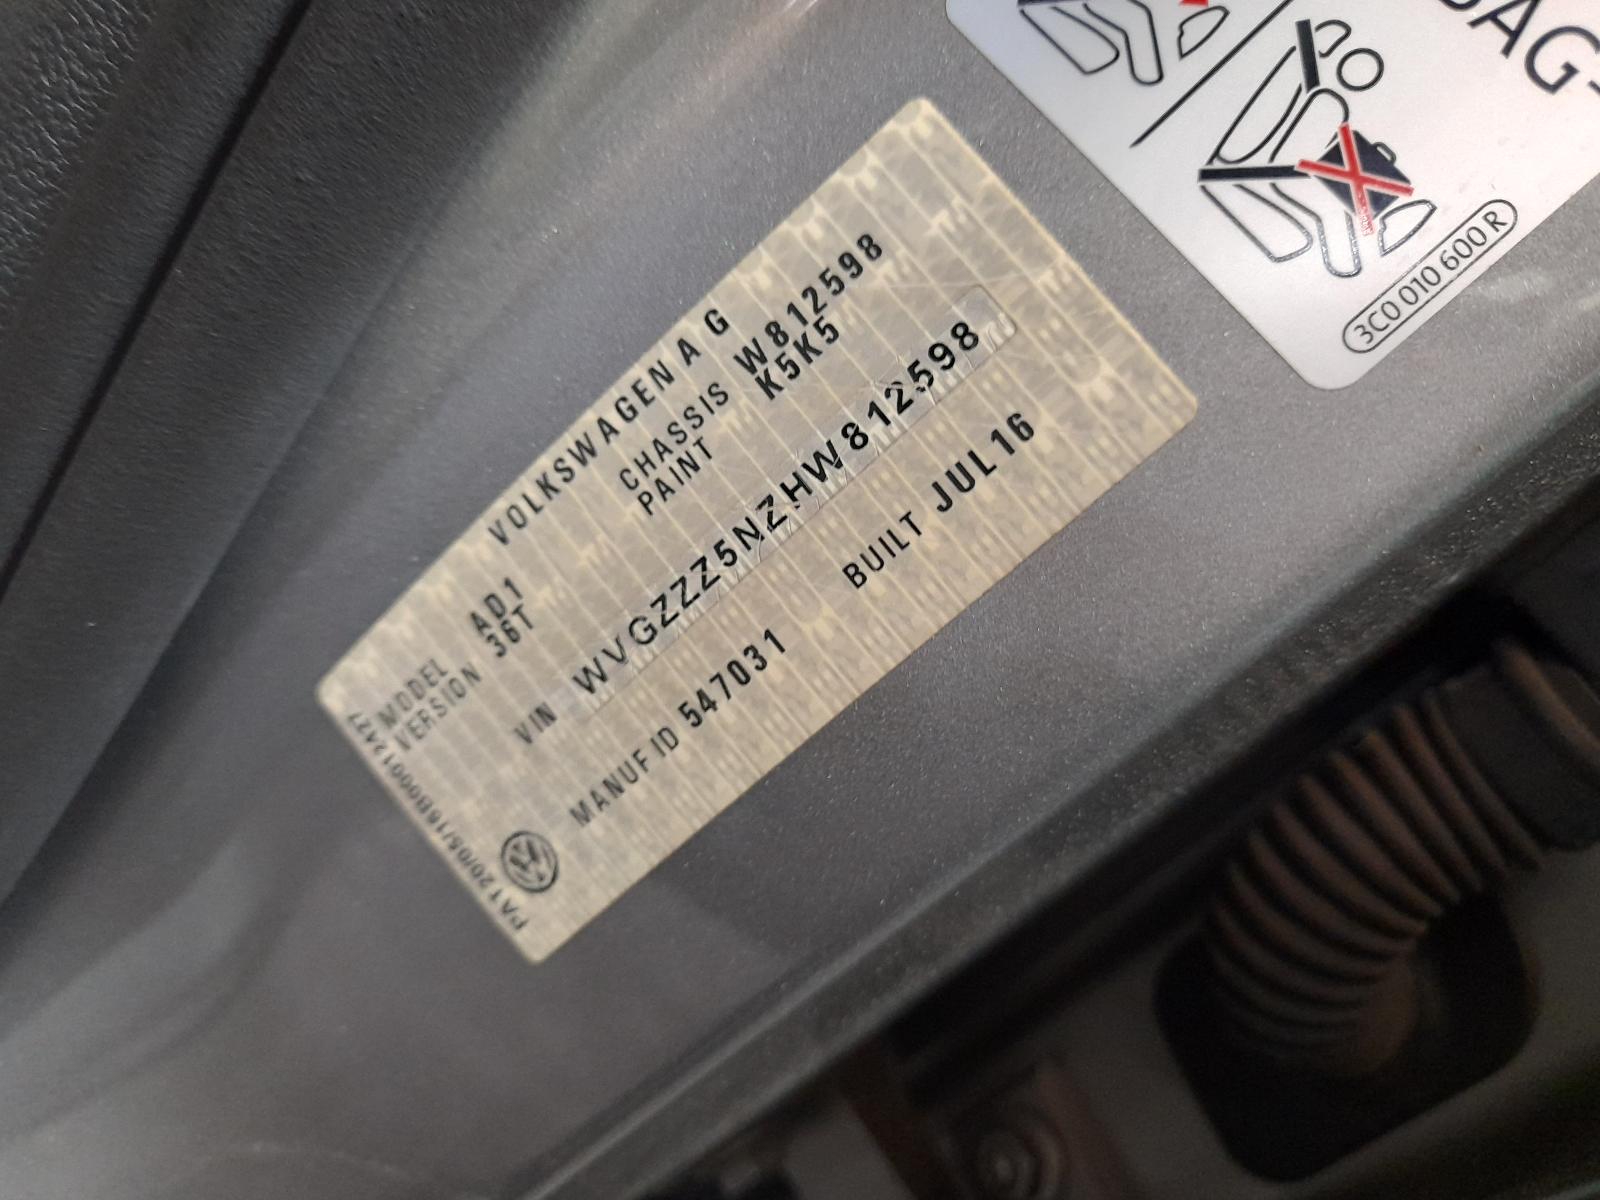 VOLKSWAGEN A G
CHASSIS W812598
PAINT K5K5
MODEL AD1
VERSION 36T
VIN WVGZZZ5NZHW812598
MANUF ID 547031
BUILT JUL16
3C0 010 600 R